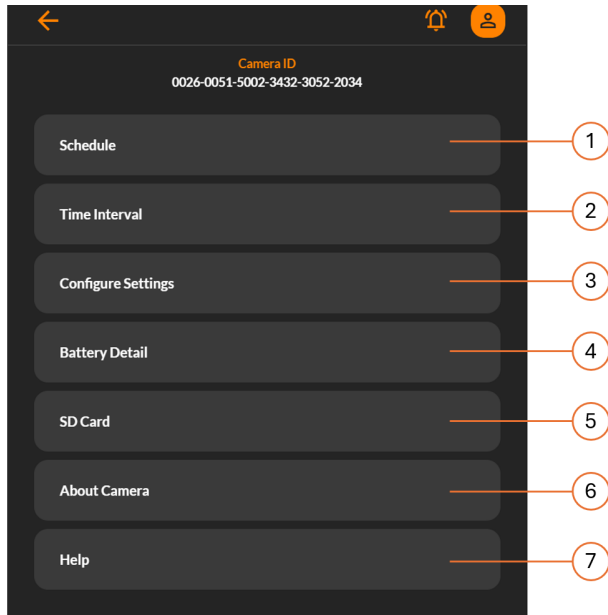 Camera ID
0026-0051-5002-3432-3052-2034
Schedule 1
Time Interval 2
Configure Settings 3
Battery Detail 4
SD Card 5
About Camera 6
Help 7